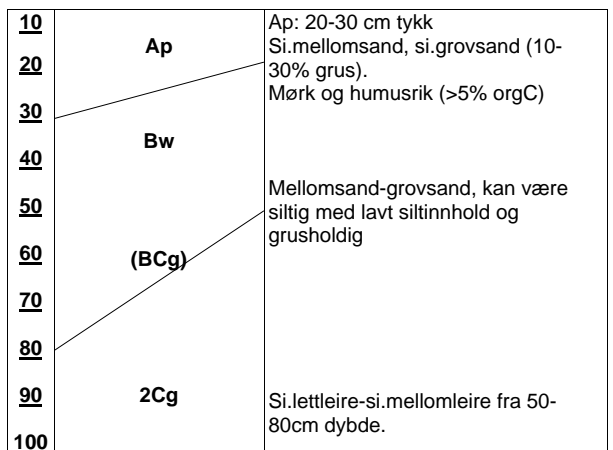 10
Ap
Ap: 20-30 cm tykk
Si.mellomsand, si.grovsand (10-
20
30% grus).
Mørk og humusrik (>5% orgC)
30
Bw
40
Mellomsand-grovsand, kan være
50
siltig med lavt siltinnhold og
grusholdig
60
(BCg)
70
80
90
2Cg
Si.lettleire-si.mellomleire fra 50-
80cm dybde.
100